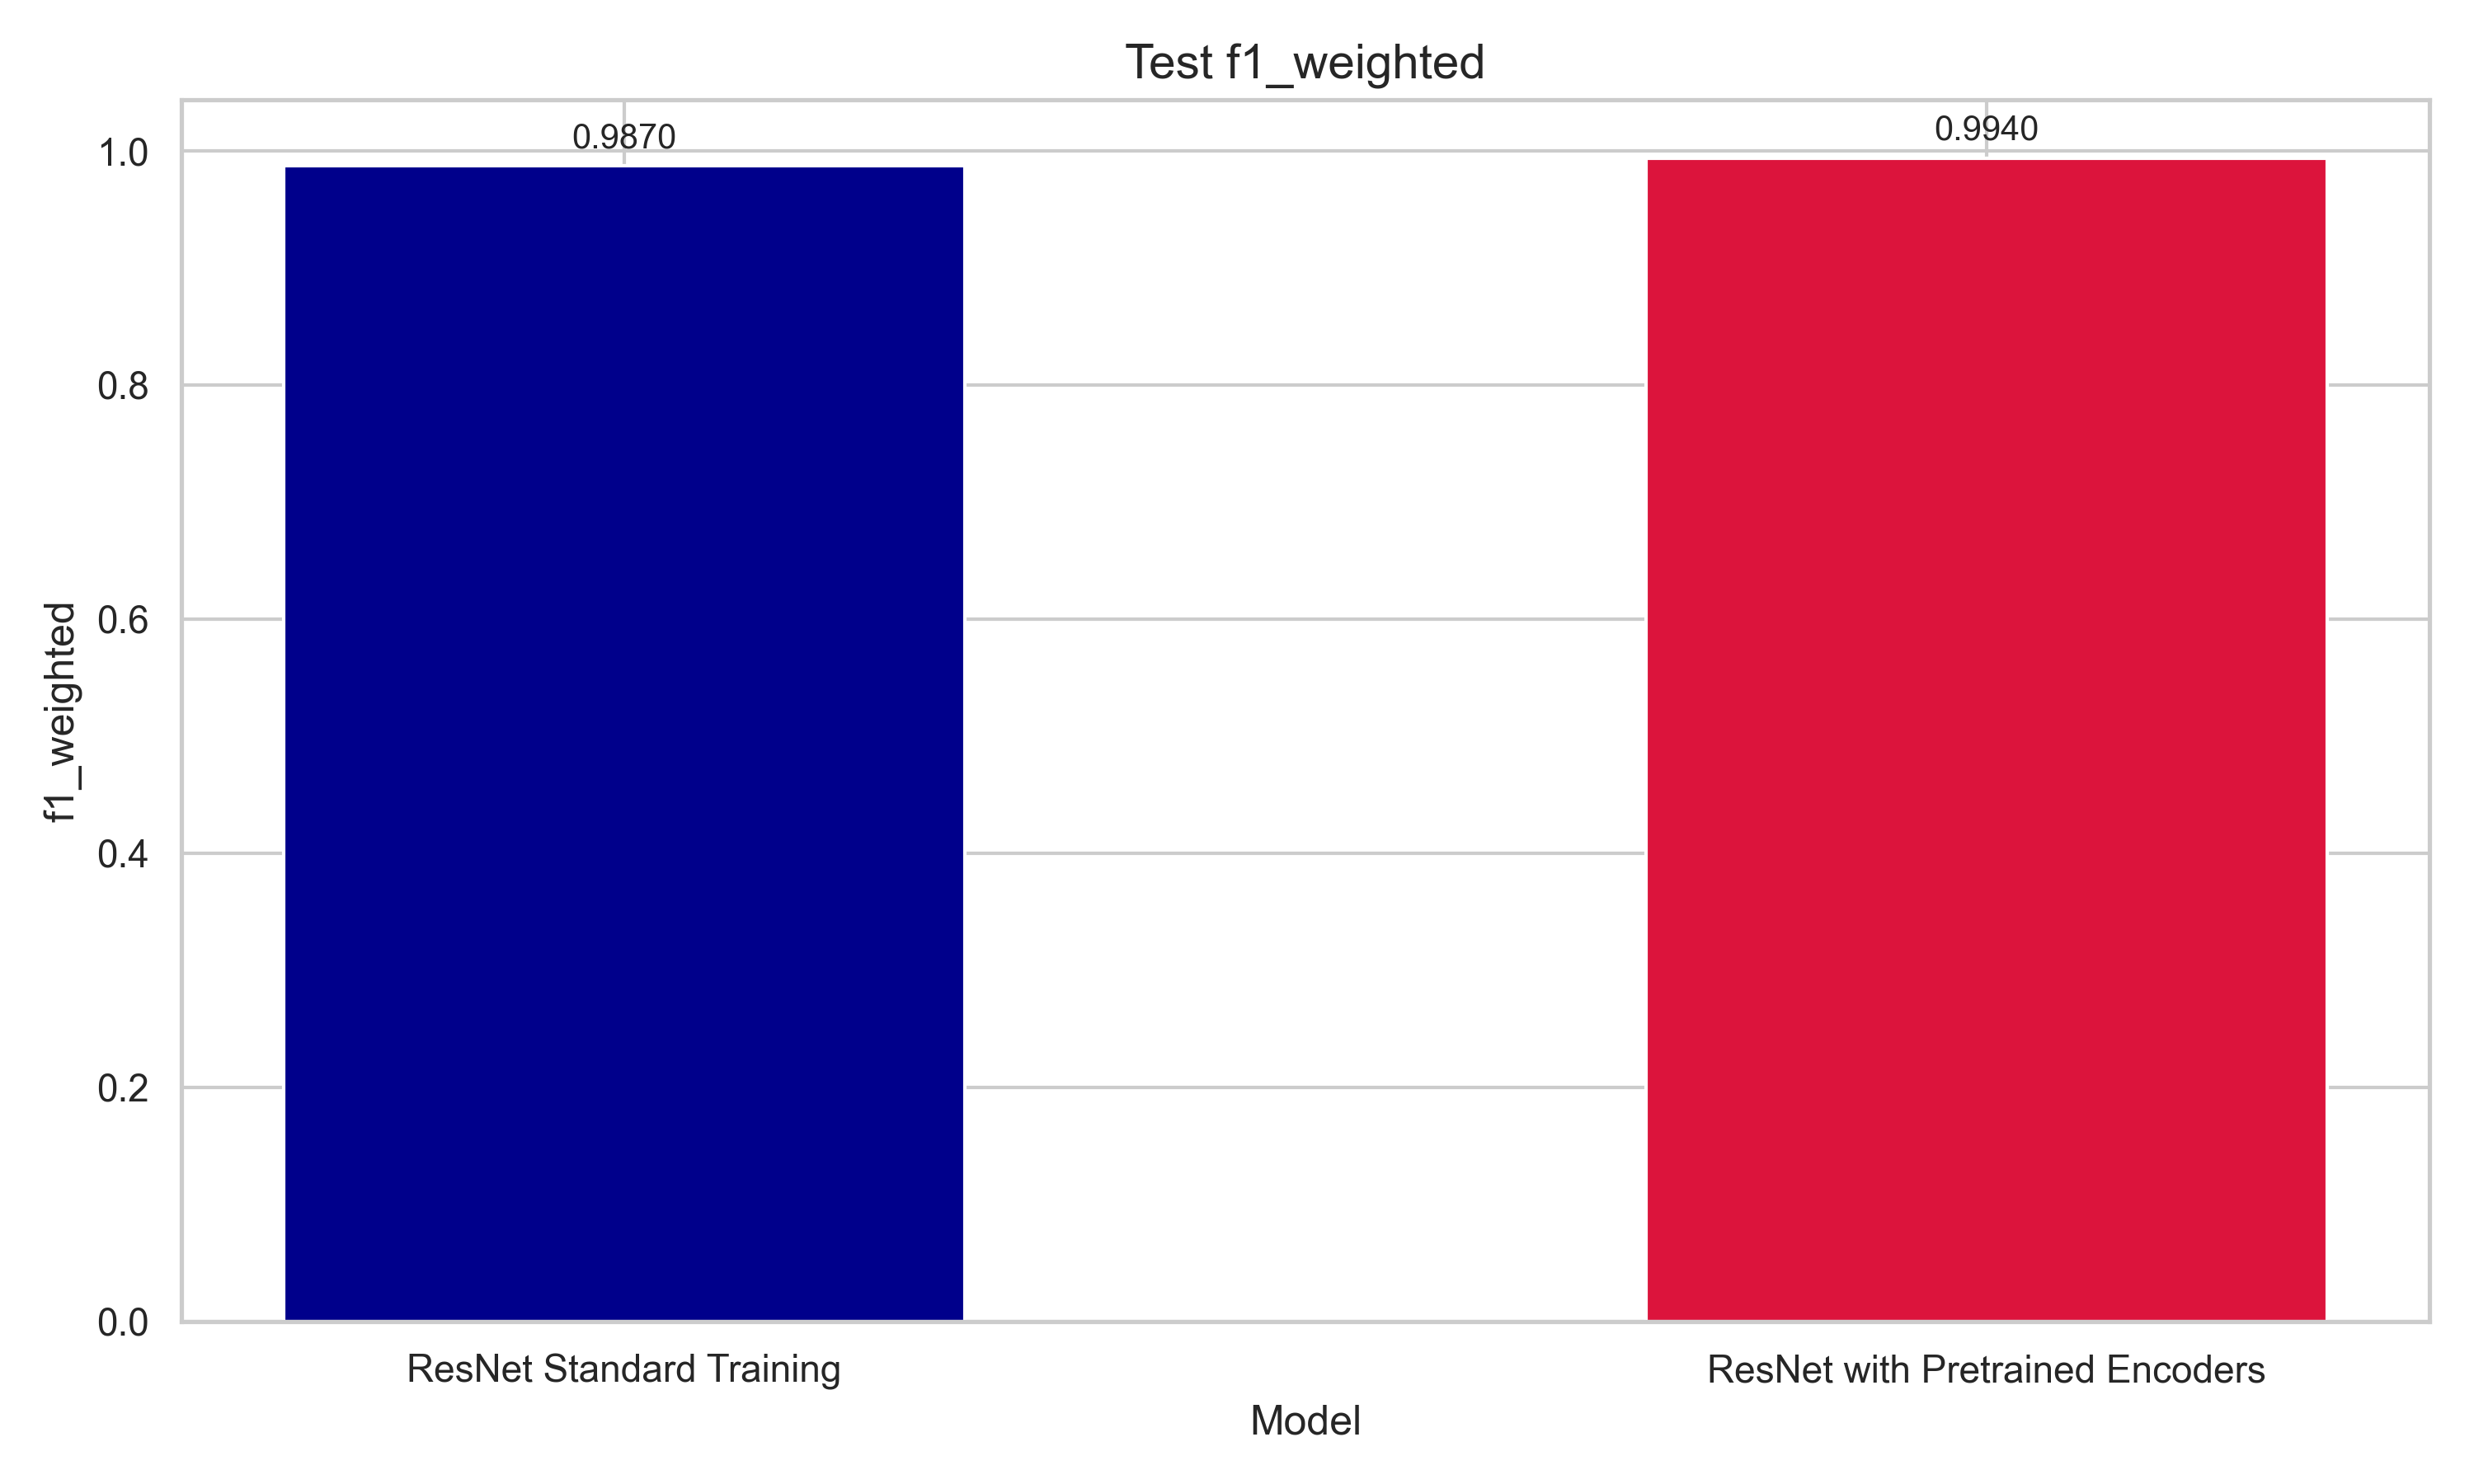 Test f1_weighted
0.9870
0.9940
1.0
0.8
0.6
0.4
0.2
0.0
f1_weighted
ResNet Standard Training
ResNet with Pretrained Encoders
Model